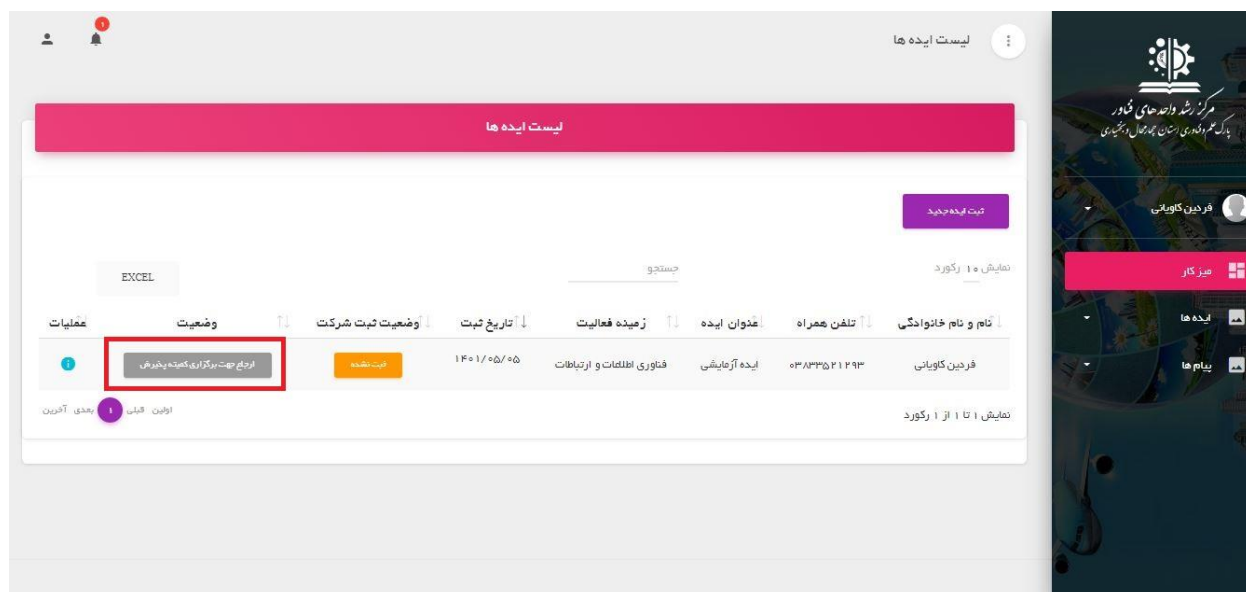 لیست ایده ها
۱
مرکز رشد واحدهای فناور
پارک علم و فناوری استان چهارمحال و بختیاری
فردین کاویانی
میز کار
ایده ها
پیام ها
لیست ایده ها
ثبت ایده جدید
نمایش ۱۰ رکورد
جستجو
EXCEL
نام و نام خانوادگی تلفن همراه عنوان ایده زمینه فعالیت تاریخ ثبت وضعیت ثبت شرکت وضعیت عملیات
فردین کاویانی ۰۳۸۳۳۵۲۱۲۹۳ ایده آزمایشی فناوری اطلاعات و ارتباطات ۱۴۰۱/۰۵/۰۵ ثبت نشده ارجاع جهت برگزاری کمیته پذیرش
نمایش ۱ تا ۱ از ۱ رکورد
اولین قبلی ۱ بعدی آخرین